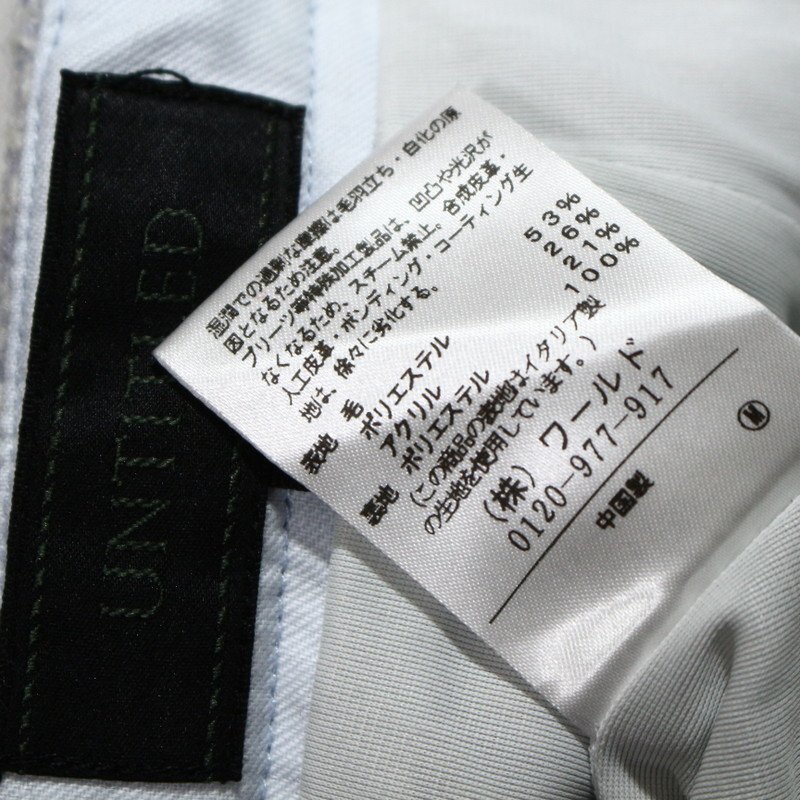 UNTITLED
湿潤での過剰な摩擦は毛羽立ち・白化の原
因となるため注意。
プリーツ等特殊加工製品は、凹凸や光沢が
なくなるため、スチーム禁止。合成皮革・
人工皮革・ボンディング・コーティング生
地は、徐々に劣化する。
表地 毛 53%
ポリエステル 26%
アクリル 21%
裏地 ポリエステル 100%
(この商品の表地はイタリア製
の生地を使用しています。)
(株) ワールド
0120-977-917
中国製
M